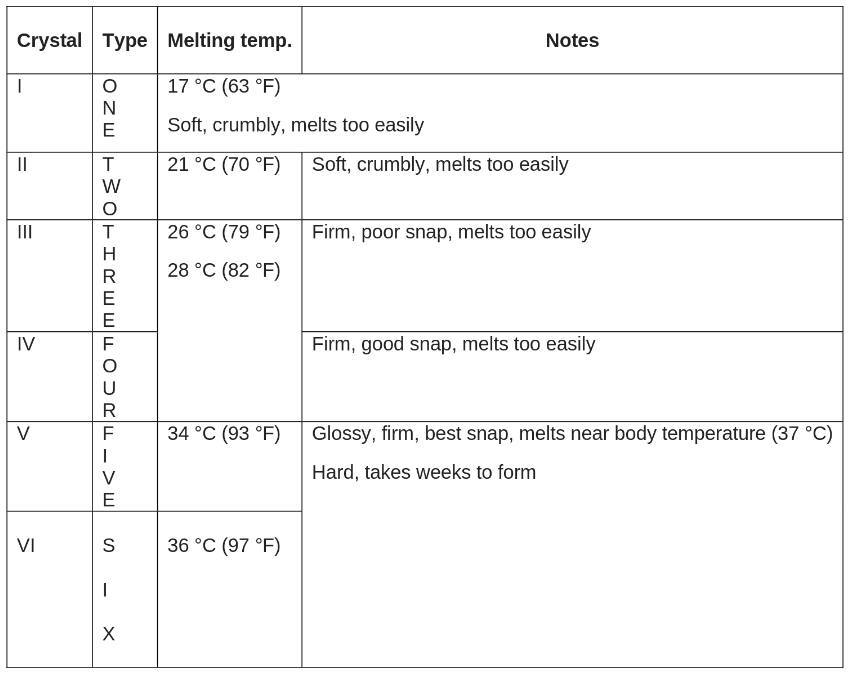 Crystal Type Melting temp. Notes
I ONE 17 °C (63 °F)
Soft, crumbly, melts too easily
II TWO 21 °C (70 °F) Soft, crumbly, melts too easily
III THREE 26 °C (79 °F) Firm, poor snap, melts too easily
28 °C (82 °F)
IV FOUR Firm, good snap, melts too easily
V FIVE 34 °C (93 °F) Glossy, firm, best snap, melts near body temperature (37 °C)
Hard, takes weeks to form
VI SIX 36 °C (97 °F)